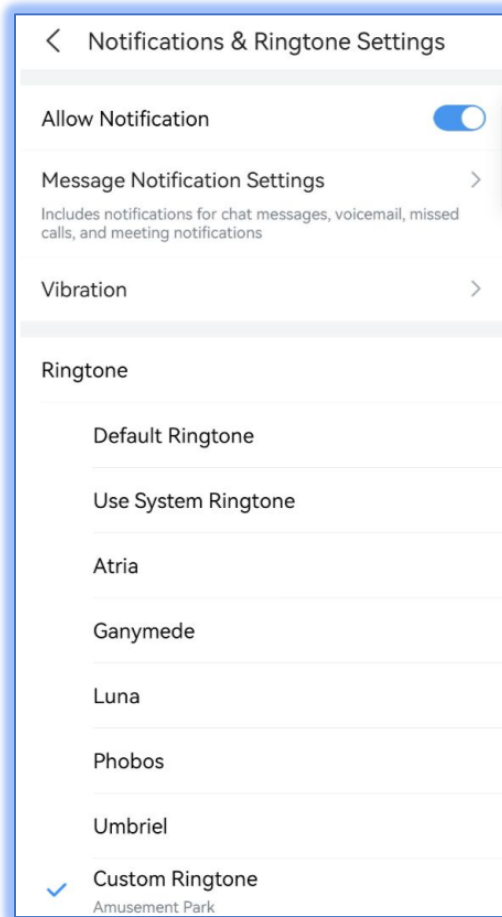 Notifications & Ringtone Settings
Allow Notification
Message Notification Settings
Includes notifications for chat messages, voicemail, missed
calls, and meeting notifications
Vibration
Ringtone
Default Ringtone
Use System Ringtone
Atria
Ganymede
Luna
Phobos
Umbriel
Custom Ringtone
Amusement Park